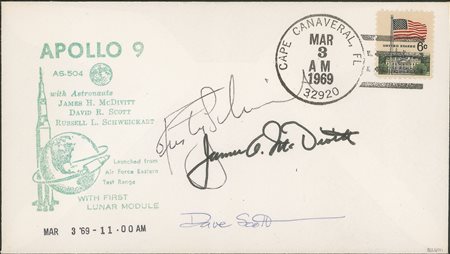 APOLLO 9
AS-504
with Astronauts
JAMES H. McDIVITT
DAVID R. SCOTT
RUSSELL L. SCHWEICKART
Launched from
Air Force Eastern
Test Range
WITH FIRST
LUNAR MODULE
MAR 3 '69 - 11:00 AM
CAPE CANAVERAL, FL
MAR
3
AM
1969
32920
UNITED STATES
6c
James A. McDivitt
Dave Scott